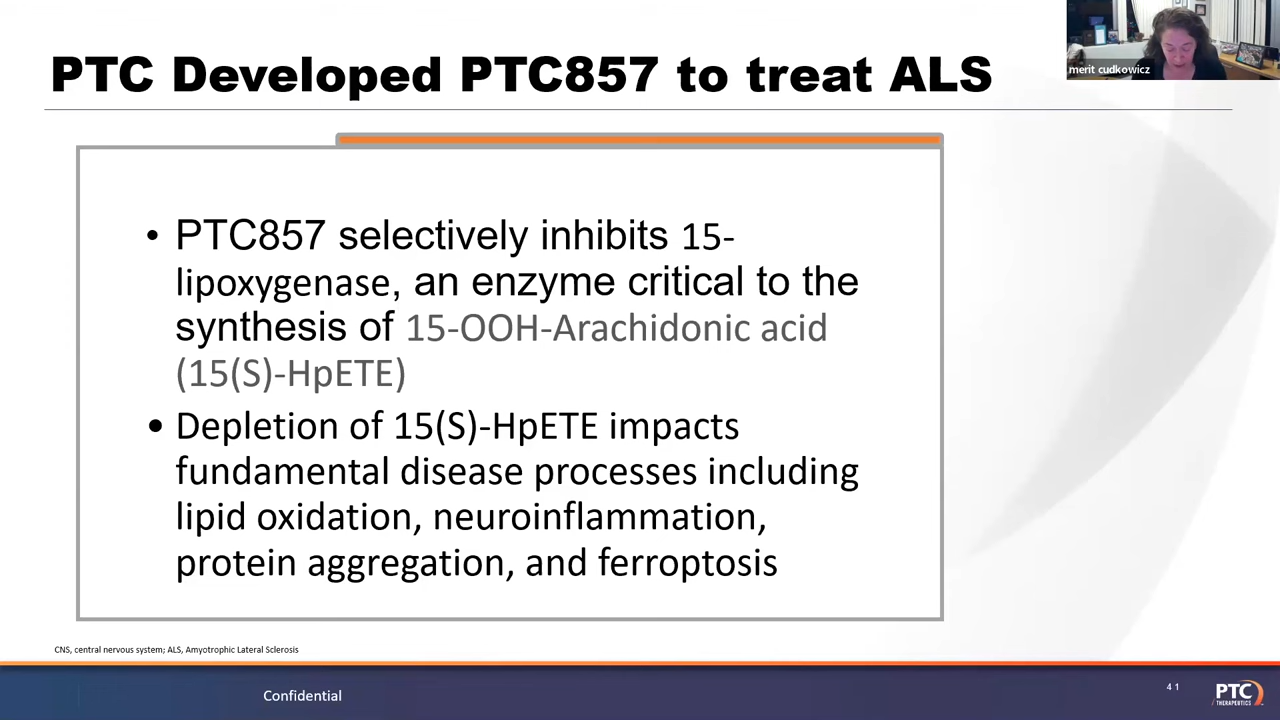 PTC Developed PTC857 to treat ALS
merit cudkowicz
• PTC857 selectively inhibits 15-
lipoxygenase, an enzyme critical to the
synthesis of 15-OOH-Arachidonic acid
(15(S)-HpETE)
• Depletion of 15(S)-HpETE impacts
fundamental disease processes including
lipid oxidation, neuroinflammation,
protein aggregation, and ferroptosis
CNS, central nervous system; ALS, Amyotrophic Lateral Sclerosis
Confidential
41
PTC
THERAPEUTICS